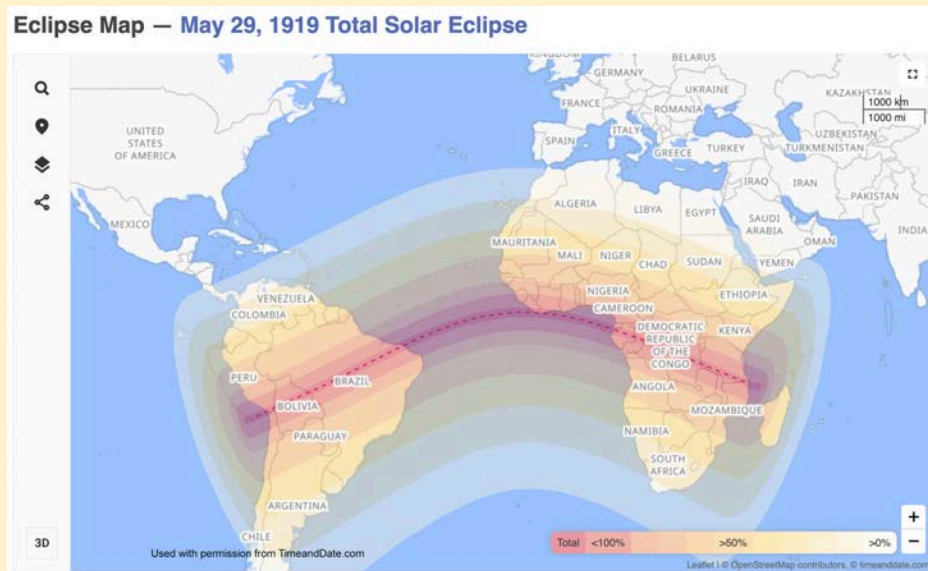 Eclipse Map — May 29, 1919 Total Solar Eclipse
BELARUS
GERMANY
UKRAINE
FRANCE
KAZAKHSTAN
1000 km
1000 mi
ROMANIA
UNITED
STATES
OF AMERICA
SPAIN
ITALY
UZBEKISTAN
GREECE
TURKEY
TURKMENISTAN
IRAQ
IRAN
PAKISTAN
MEXICO
ALGERIA
LIBYA
EGYPT
SAUDI
ARABIA
INDIA
OMAN
MAURITANIA
MALI
NIGER
CHAD
SUDAN
YEMEN
VENEZUELA
COLOMBIA
NIGERIA
ETHIOPIA
CAMEROON
DEMOCRATIC
REPUBLIC
OF THE
CONGO
KENYA
PERU
BRAZIL
ANGOLA
BOLIVIA
MOZAMBIQUE
PARAGUAY
NAMIBIA
SOUTH
AFRICA
ARGENTINA
CHILE
+
−
3D
Used with permission from TimeandDate.com
Total <100% >50% >0%
Leaflet | © OpenStreetMap contributors, © timeanddate.com